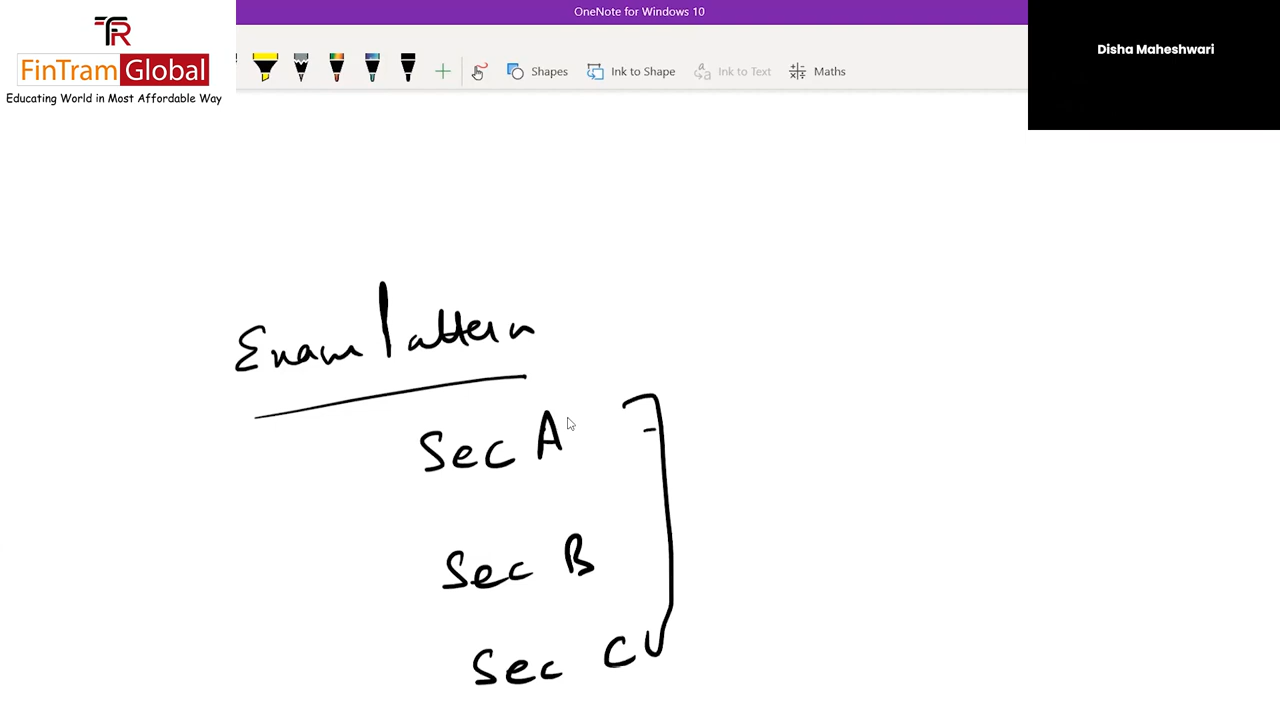 OneNote for Windows 10
TR
FinTram Global
Educating World in Most Affordable Way
Shapes
Ink to Shape
Ink to Text
Maths
Disha Maheshwari
Exam Pattern
Sec A
Sec B
Sec C